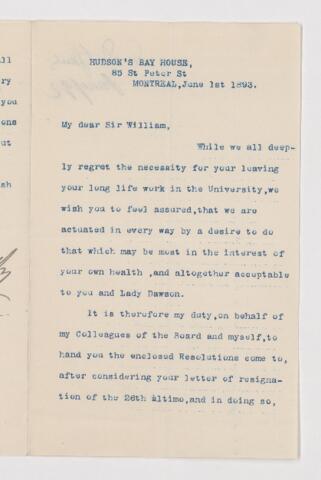 HUDSON'S BAY HOUSE,
85 St Peter St
MONTREAL, June 1st 1893.
My dear Sir William,
While we all deep-
ly regret the necessity for your leaving
your long life work in the University, we
wish you to feel assured, that we are
actuated in every way by a desire to do
that which may be most in the interest of
your own health ,and altogether acceptable
to you and Lady Dawson.
It is therefore my duty, on behalf of
my Colleagues of the Board and myself, to
hand you the enclosed Resolutions come to,
after considering your letter of resigna-
tion of the 26th ultimo, and in doing so,